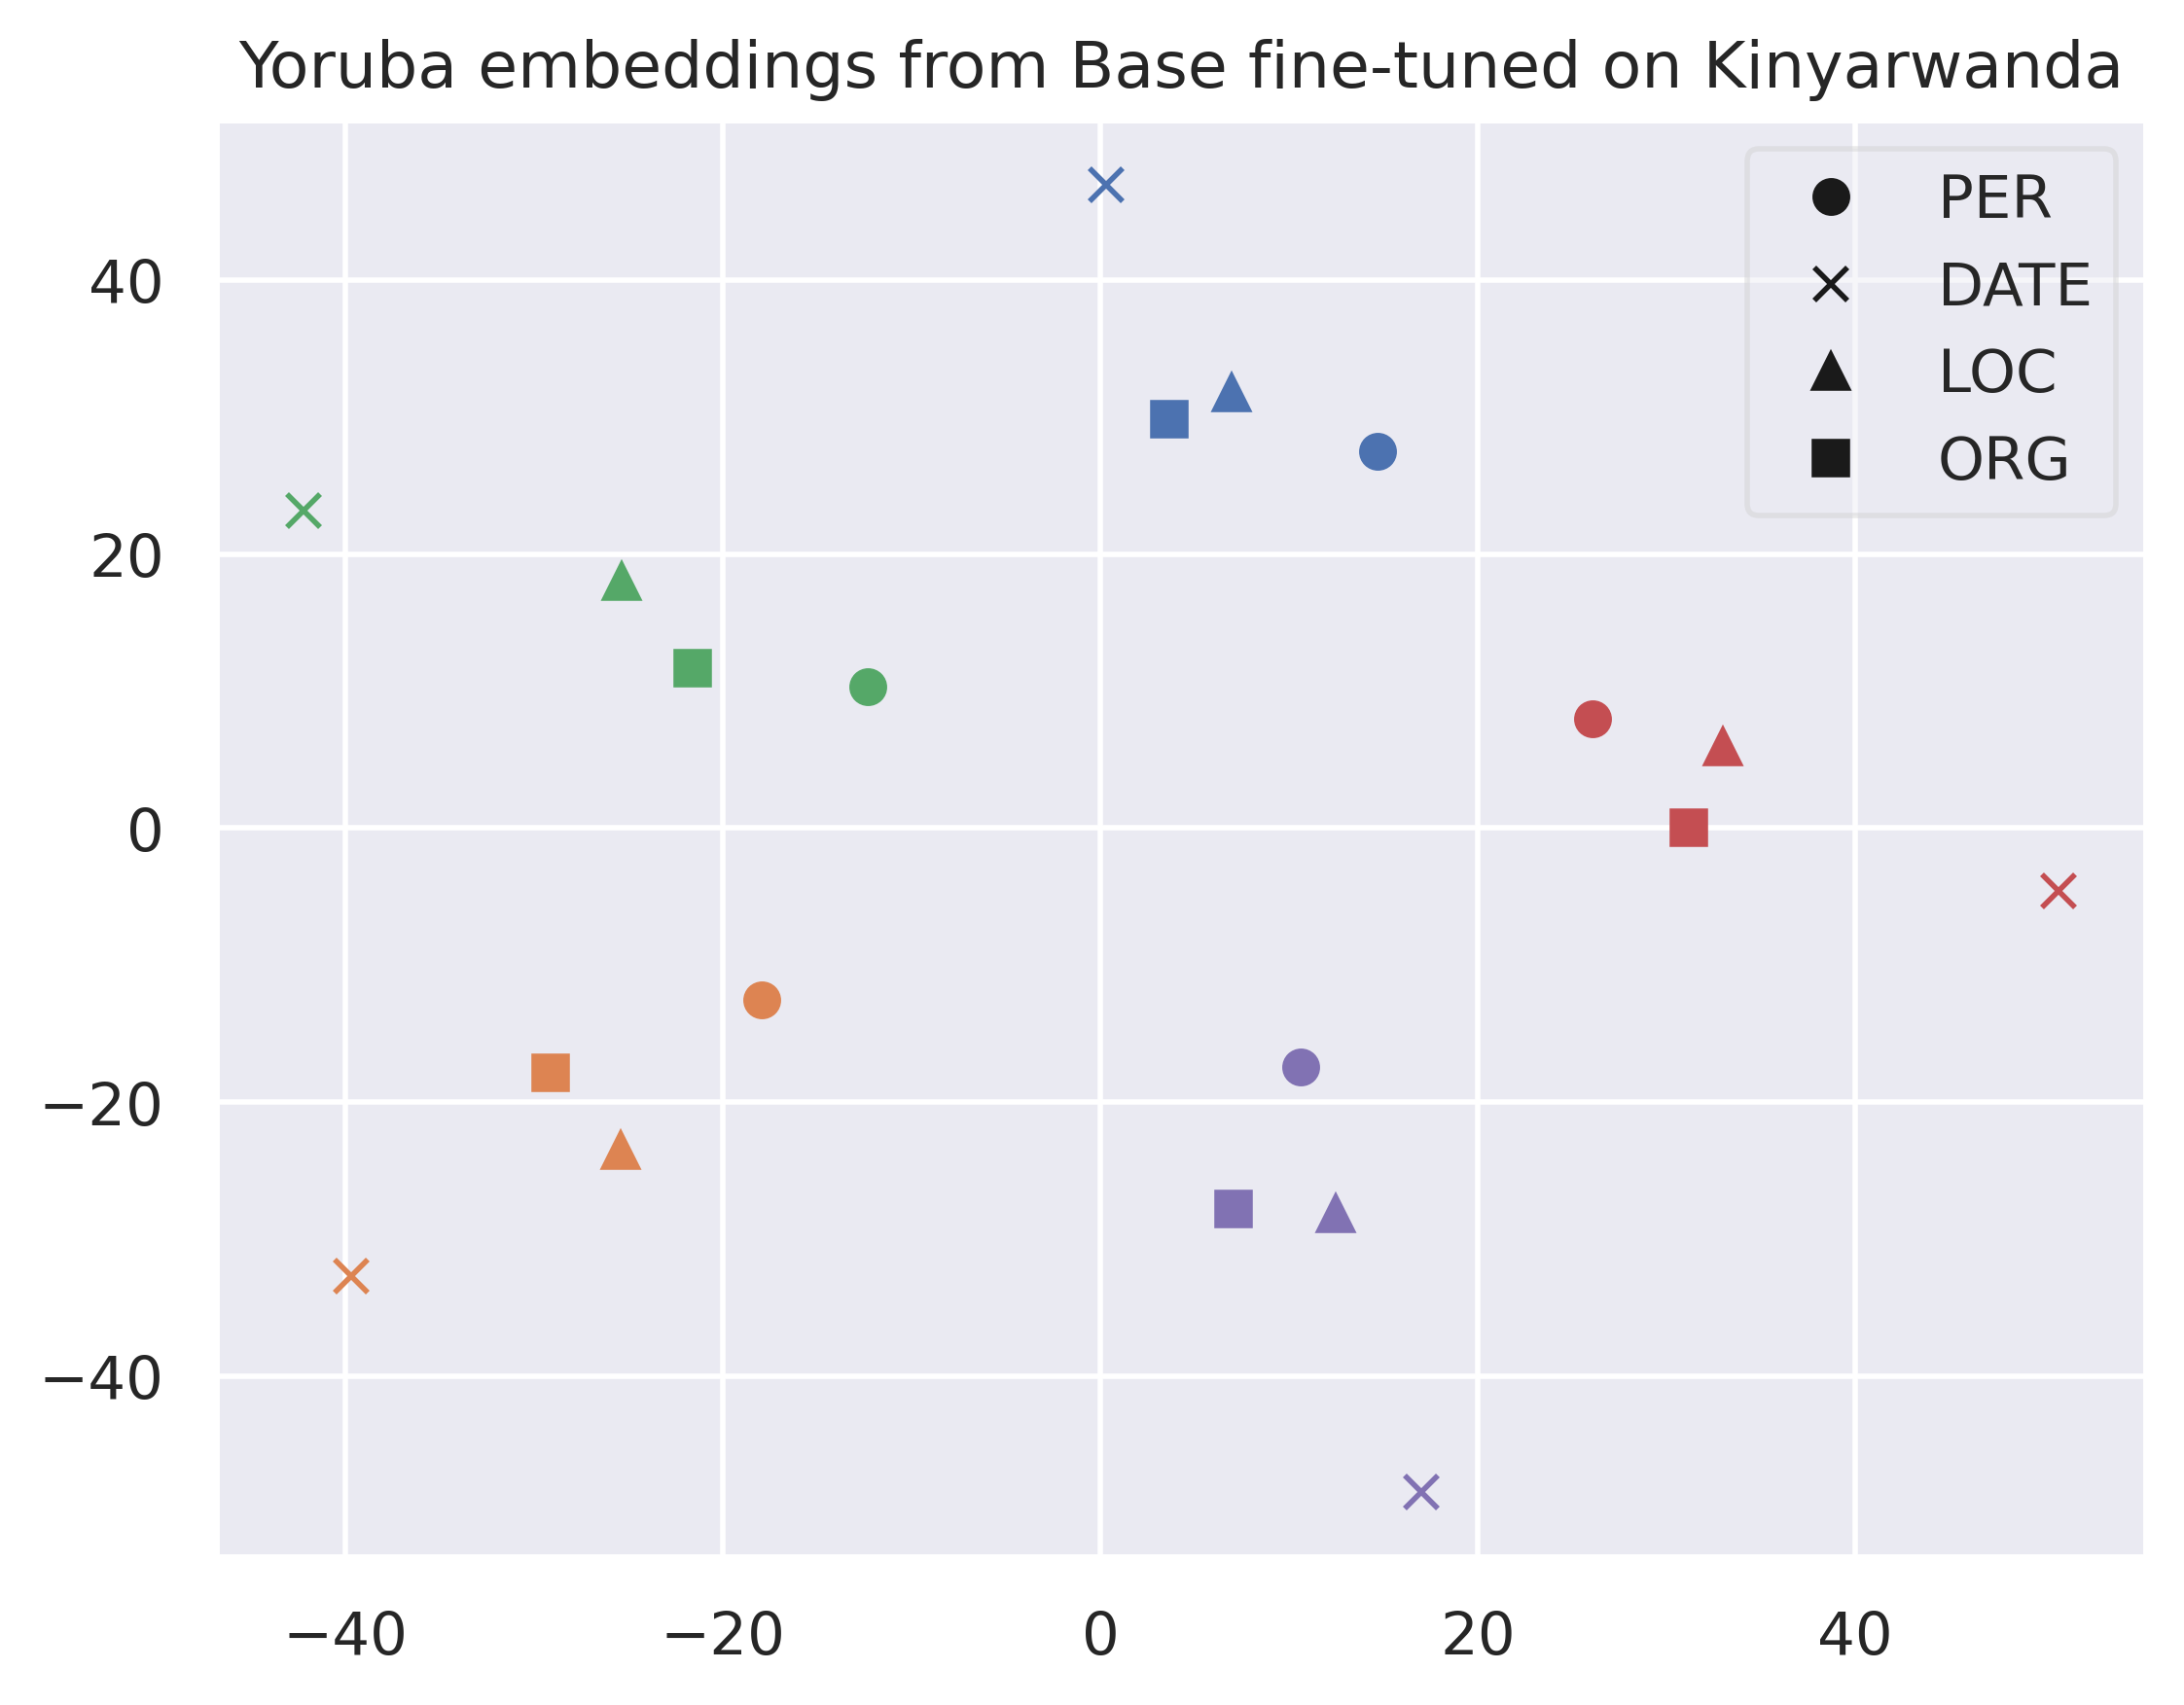 Yoruba embeddings from Base fine-tuned on Kinyarwanda
PER
DATE
LOC
ORG
40
20
0
−20
−40
−40 −20 0 20 40